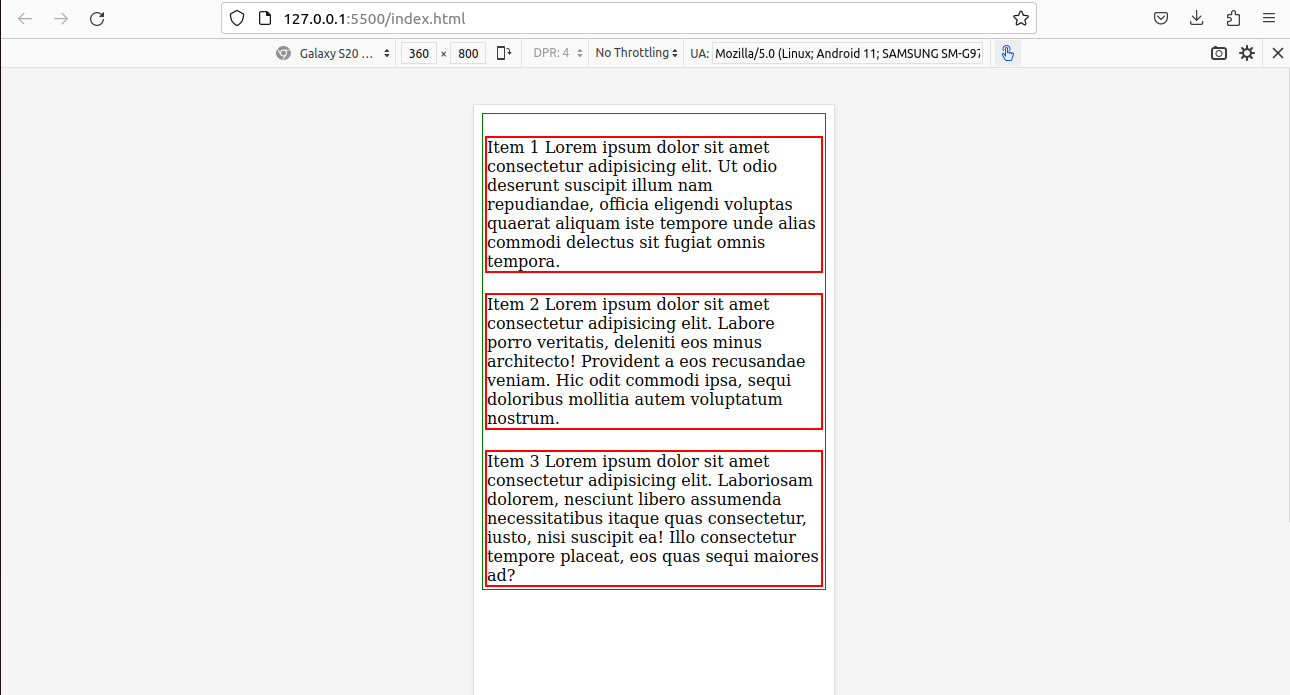 127.0.0.1:5500/index.html
Galaxy S20 ... 360 × 800 DPR: 4 No Throttling UA: Mozilla/5.0 (Linux; Android 11; SAMSUNG SM-G97
Item 1 Lorem ipsum dolor sit amet
consectetur adipisicing elit. Ut odio
deserunt suscipit illum nam
repudiandae, officia eligendi voluptas
quaerat aliquam iste tempore unde alias
commodi delectus sit fugiat omnis
tempora.
Item 2 Lorem ipsum dolor sit amet
consectetur adipisicing elit. Labore
porro veritatis, deleniti eos minus
architecto! Provident a eos recusandae
veniam. Hic odit commodi ipsa, sequi
doloribus mollitia autem voluptatum
nostrum.
Item 3 Lorem ipsum dolor sit amet
consectetur adipisicing elit. Laboriosam
dolorem, nesciunt libero assumenda
necessitatibus itaque quas consectetur,
iusto, nisi suscipit ea! Illo consectetur
tempore placeat, eos quas sequi maiores
ad?